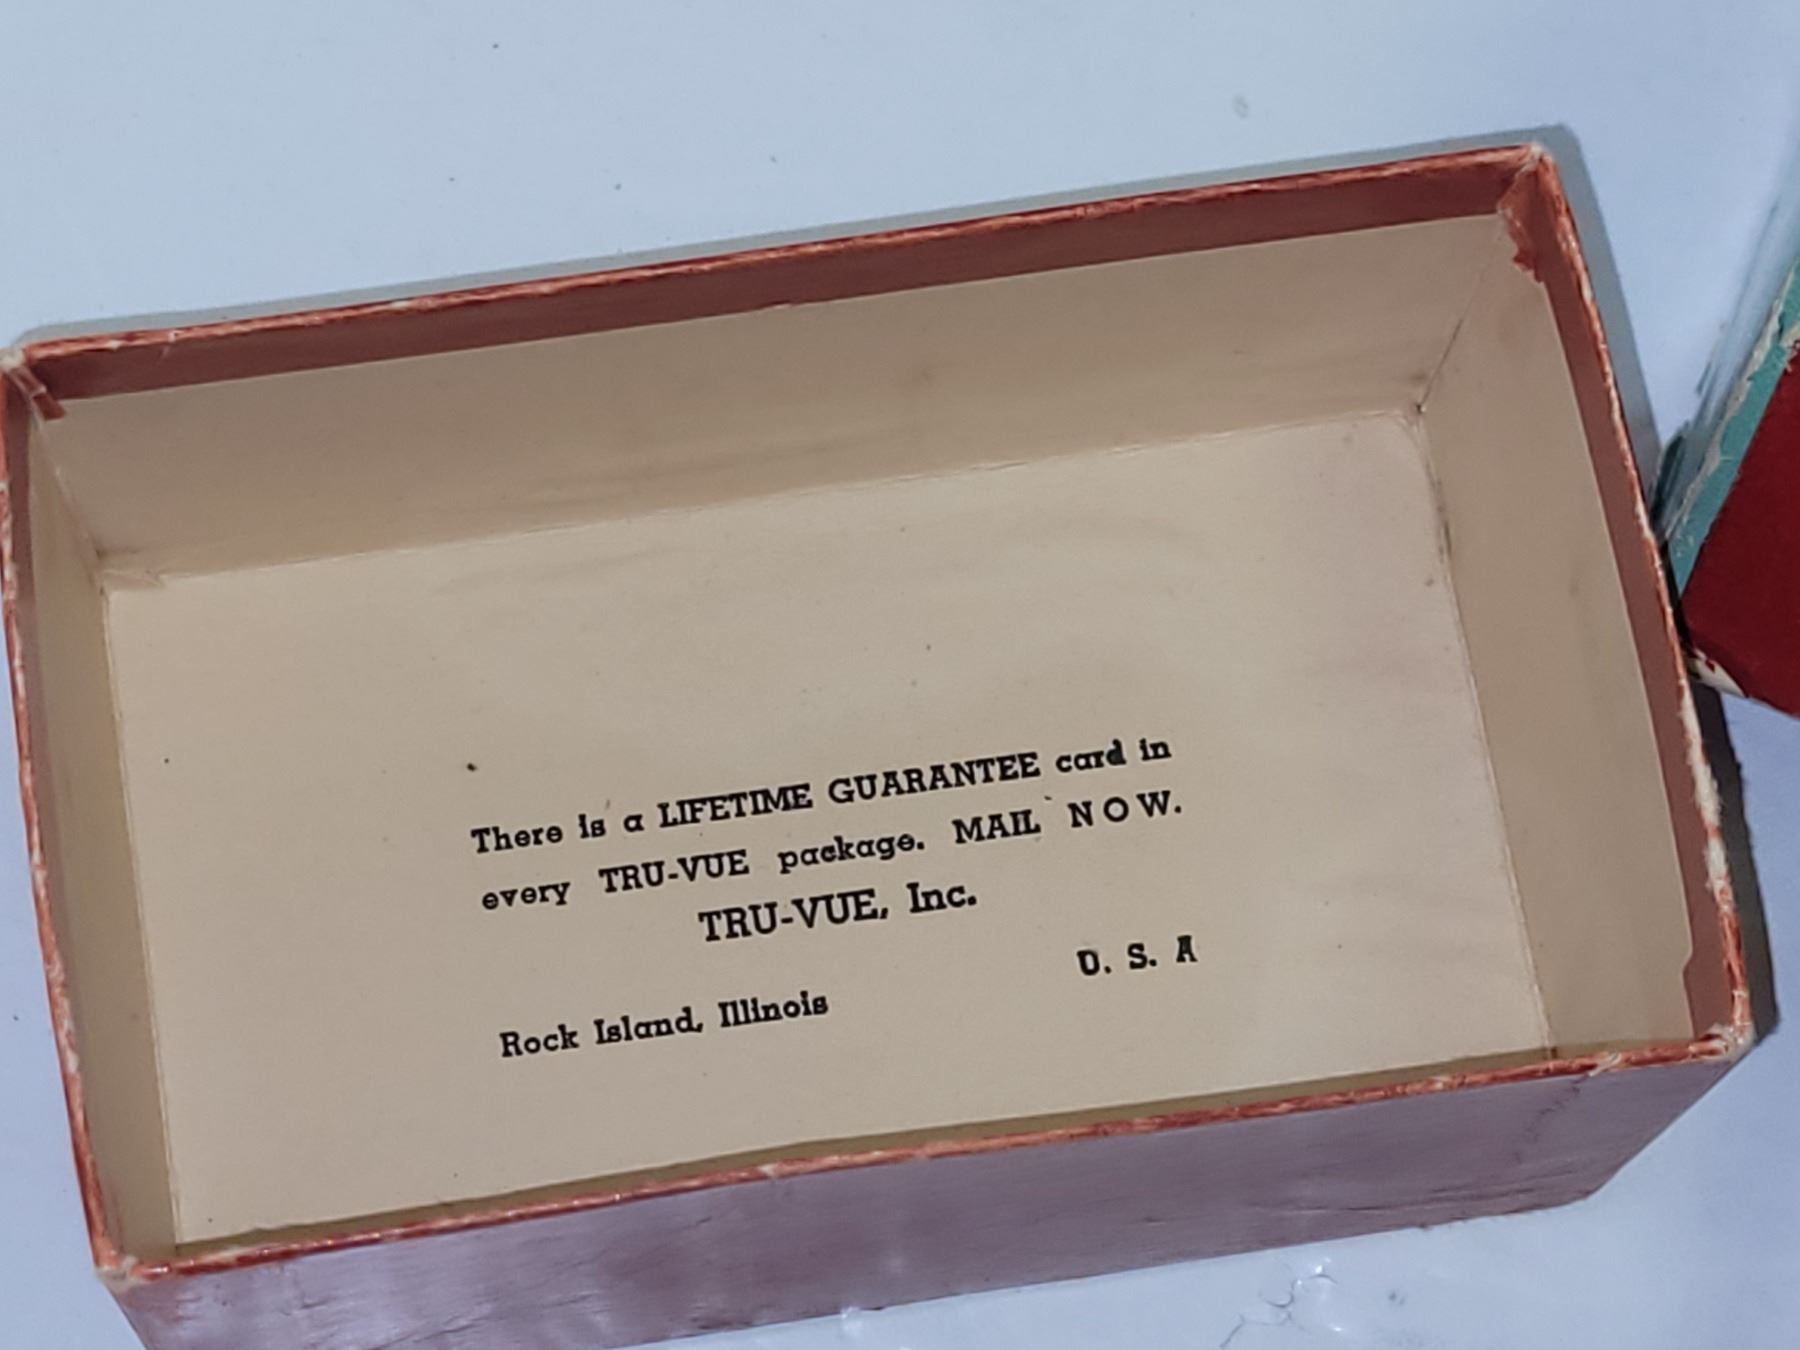 There is a LIFETIME GUARANTEE card in
every TRU-VUE package. MAIL NOW.
TRU-VUE, Inc.
Rock Island, Illinois U. S. A